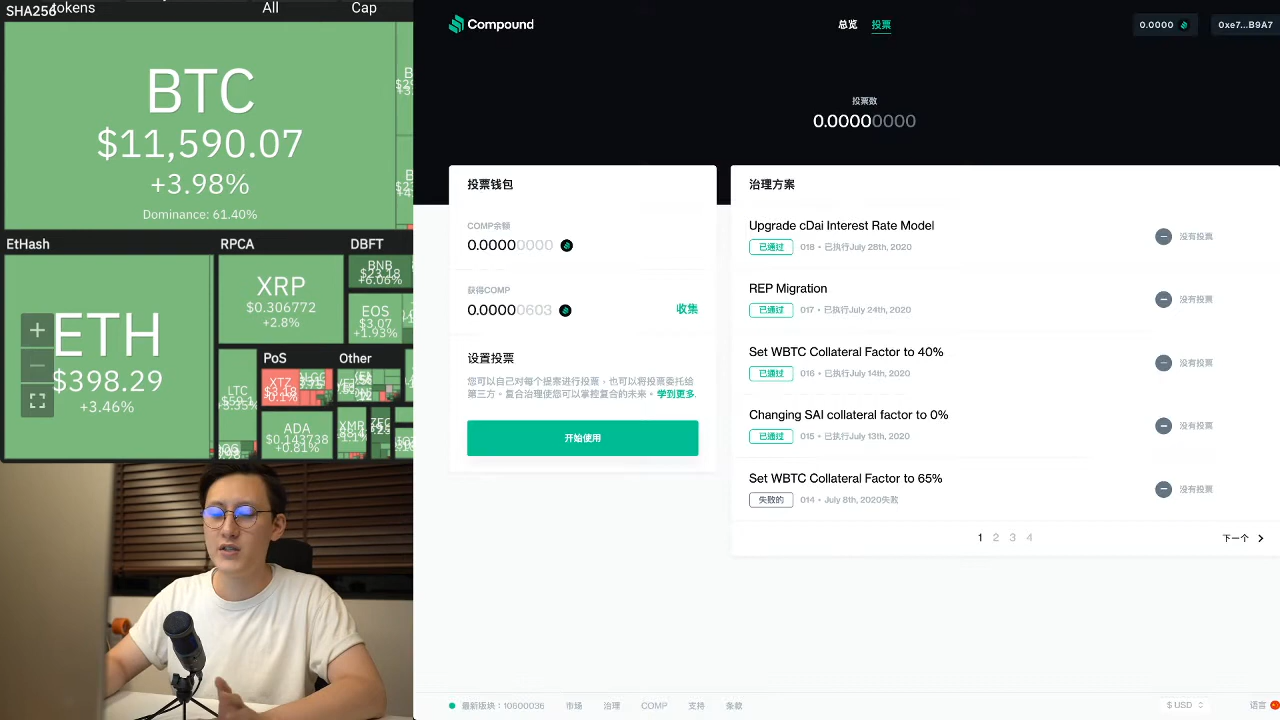 SHA256
tokens
All
Cap
BTC
$11,590.07
+3.98%
Dominance: 61.40%
EtHash
RPCA
DBFT
ETH
$398.29
+3.46%
XRP
$0.306772
+2.8%
BNB
$23.18
+6.06%
EOS
$3.07
+1.93%
PoS
Other
LTC
XTZ
$3.18
-0.1%
ADA
$0.143738
+0.81%
XMR
Compound
总览
投票
0.0000
0xe7...B9A7
投票数
0.00000000
投票钱包
COMP余额
0.00000000
获得COMP
0.00000603
收集
设置投票
您可以自己对每个提案进行投票，也可以将投票委托给
第三方。复合治理使您可以掌控复合的未来。学到更多.
开始使用
治理方案
Upgrade cDai Interest Rate Model
已通过 018 • 已执行July 28th, 2020
没有投票
REP Migration
已通过 017 • 已执行July 24th, 2020
没有投票
Set WBTC Collateral Factor to 40%
已通过 016 • 已执行July 14th, 2020
没有投票
Changing SAI collateral factor to 0%
已通过 015 • 已执行July 13th, 2020
没有投票
Set WBTC Collateral Factor to 65%
失败的 014 • July 8th, 2020失败
没有投票
1 2 3 4
下一个
最新版块：10600036
市场
治理
COMP
支持
条款
$ USD
语言